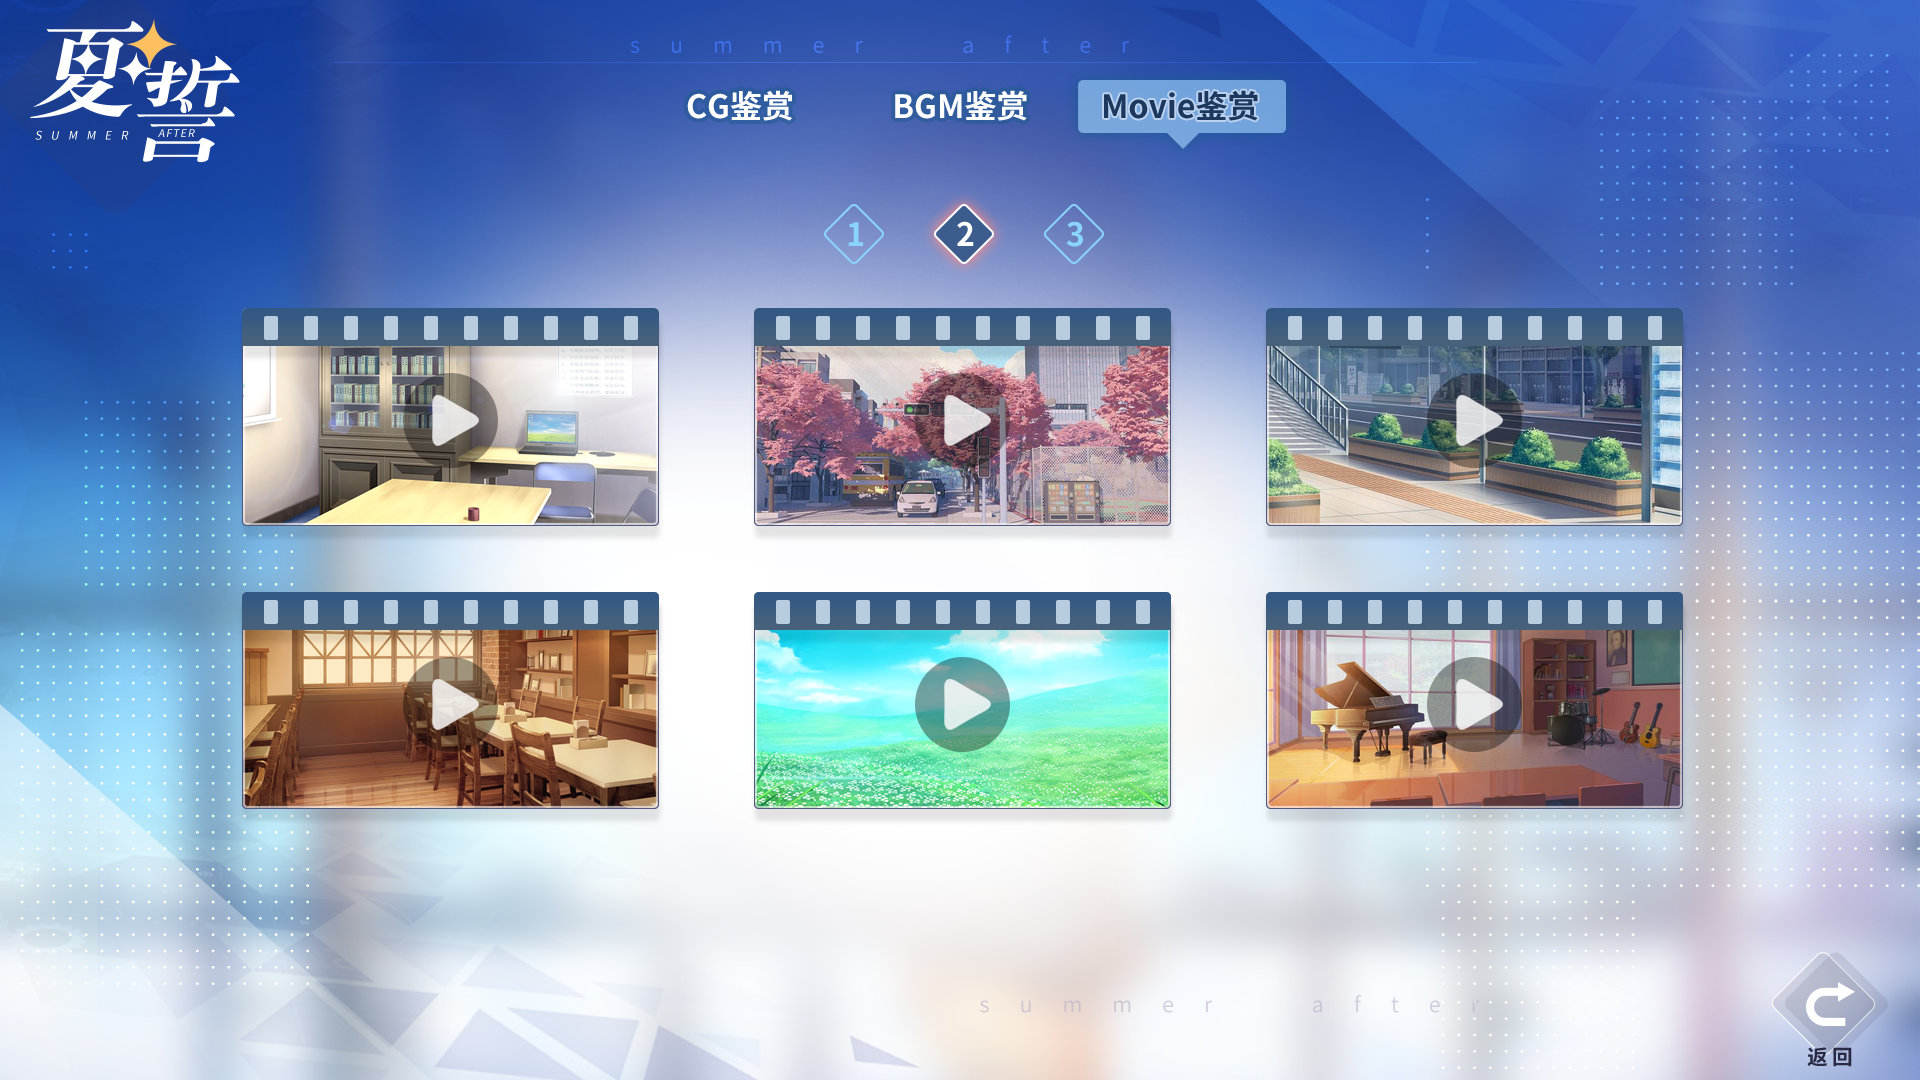 夏誓
SUMMER AFTER
summer after
CG鉴赏 BGM鉴赏 Movie鉴赏
1 2 3
summer after
返回